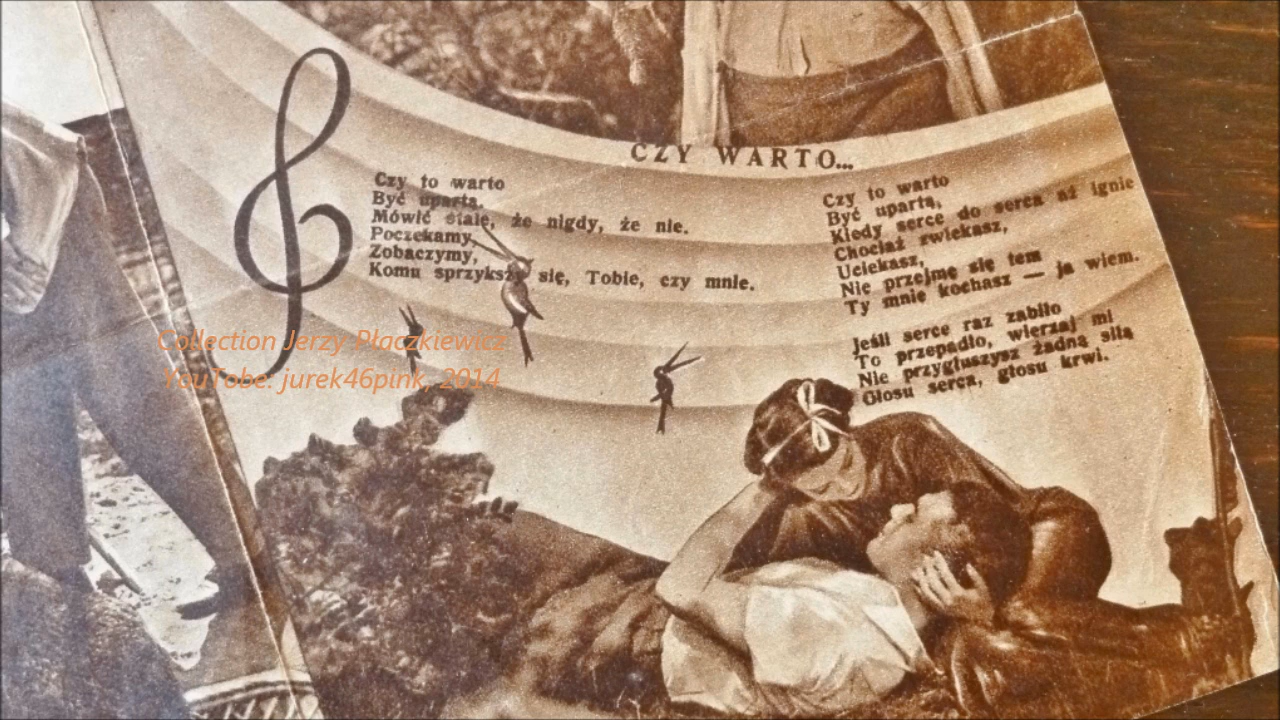 CZY WARTO...
Czy to warto
Być uparta,
Mówić stale, że nigdy, że nie.
Poczekamy,
Zobaczymy,
Komu sprzykszy się, Tobie, czy mnie.
Czy to warto
Być uparta,
Kiedy serce do serca aż ignie
Chociaż zwlekasz,
Uciekasz,
Nie przejmę się tem
Ty mnie kochasz — ja wiem.
Jeśli serce raz zabiło
To przepadło, wierzaj mi
Nie przygłuszysz żadną siłą
Głosu serca, głosu krwi.
Collection Jerzy Płaczkiewicz
YouTobe: jurek46pink, 2014